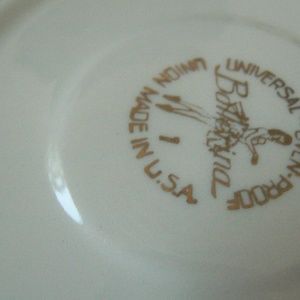 UNIVERSAL OVEN-PROOF
Ballerina
UNION MADE IN U.S.A.